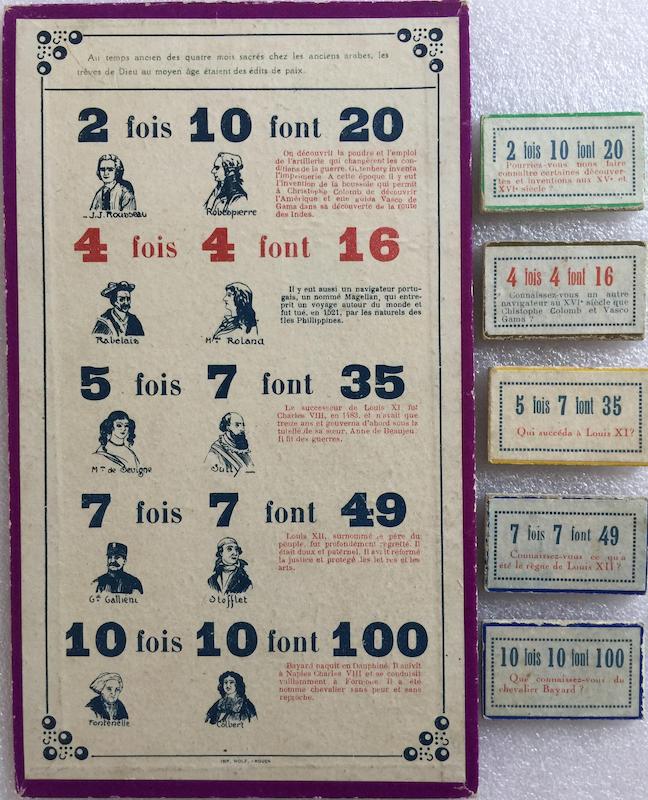 Au temps ancien des quatre mois sacrés chez les anciens arabes, les
trêves de Dieu au moyen âge étaient des édits de paix.
2 fois 10 font 20
J.J. Rousseau
Robespierre
On découvrit la poudre et l'emploi
de l'artillerie qui changèrent les con-
ditions de la guerre. Gutenberg inventa
l'imprimerie. A cette époque il y eut
l'invention de la boussole qui permit
à Christophe Colomb de découvrir
l'Amérique et elle guida Vasco de
Gama dans sa découverte de la route
des Indes.
4 fois 4 font 16
Rabelais
Mme Roland
Il y eut aussi un navigateur portu-
gais, un nommé Magellan, qui entre-
prit un voyage autour du monde et
fut tué, en 1521, par les naturels des
îles Phillippines.
5 fois 7 font 35
Mme de Sévigné
Sully
Le successeur de Louis XI fut
Charles VIII, en 1483, et n'avait que
treize ans et gouverna d'abord sous la
tutelle de sa sœur, Anne de Beaujeu.
Il fit des guerres.
7 fois 7 font 49
Gal Gallieni
Stofflet
Louis XII, surnommé le père du
peuple, fut profondément regretté. Il
était doux et paternel. Il avait réformé
la justice et protégé les lettres et les
arts.
10 fois 10 font 100
Fontenelle
Colbert
Bayard naquit en Dauphiné. Il suivit
à Naples Charles VIII et se conduisit
vaillamment à Fornoue. Il a été
nommé chevalier sans peur et sans
reproche.
IMP. WOLF, ROUEN
2 fois 10 font 20
Pourriez-vous nous faire
connaître certaines découver-
tes et inventions aux XVe et
XVIe siècle ?
4 fois 4 font 16
Connaissez-vous un autre
navigateur au XVIe siècle que
Chistophe Colomb et Vasco
Gama ?
5 fois 7 font 35
Qui succéda à Louis XI ?
7 fois 7 font 49
Connaissez-vous ce qu'a
été le règne de Louis XII ?
10 fois 10 font 100
Que connaissez-vous du
chevalier Bayard ?